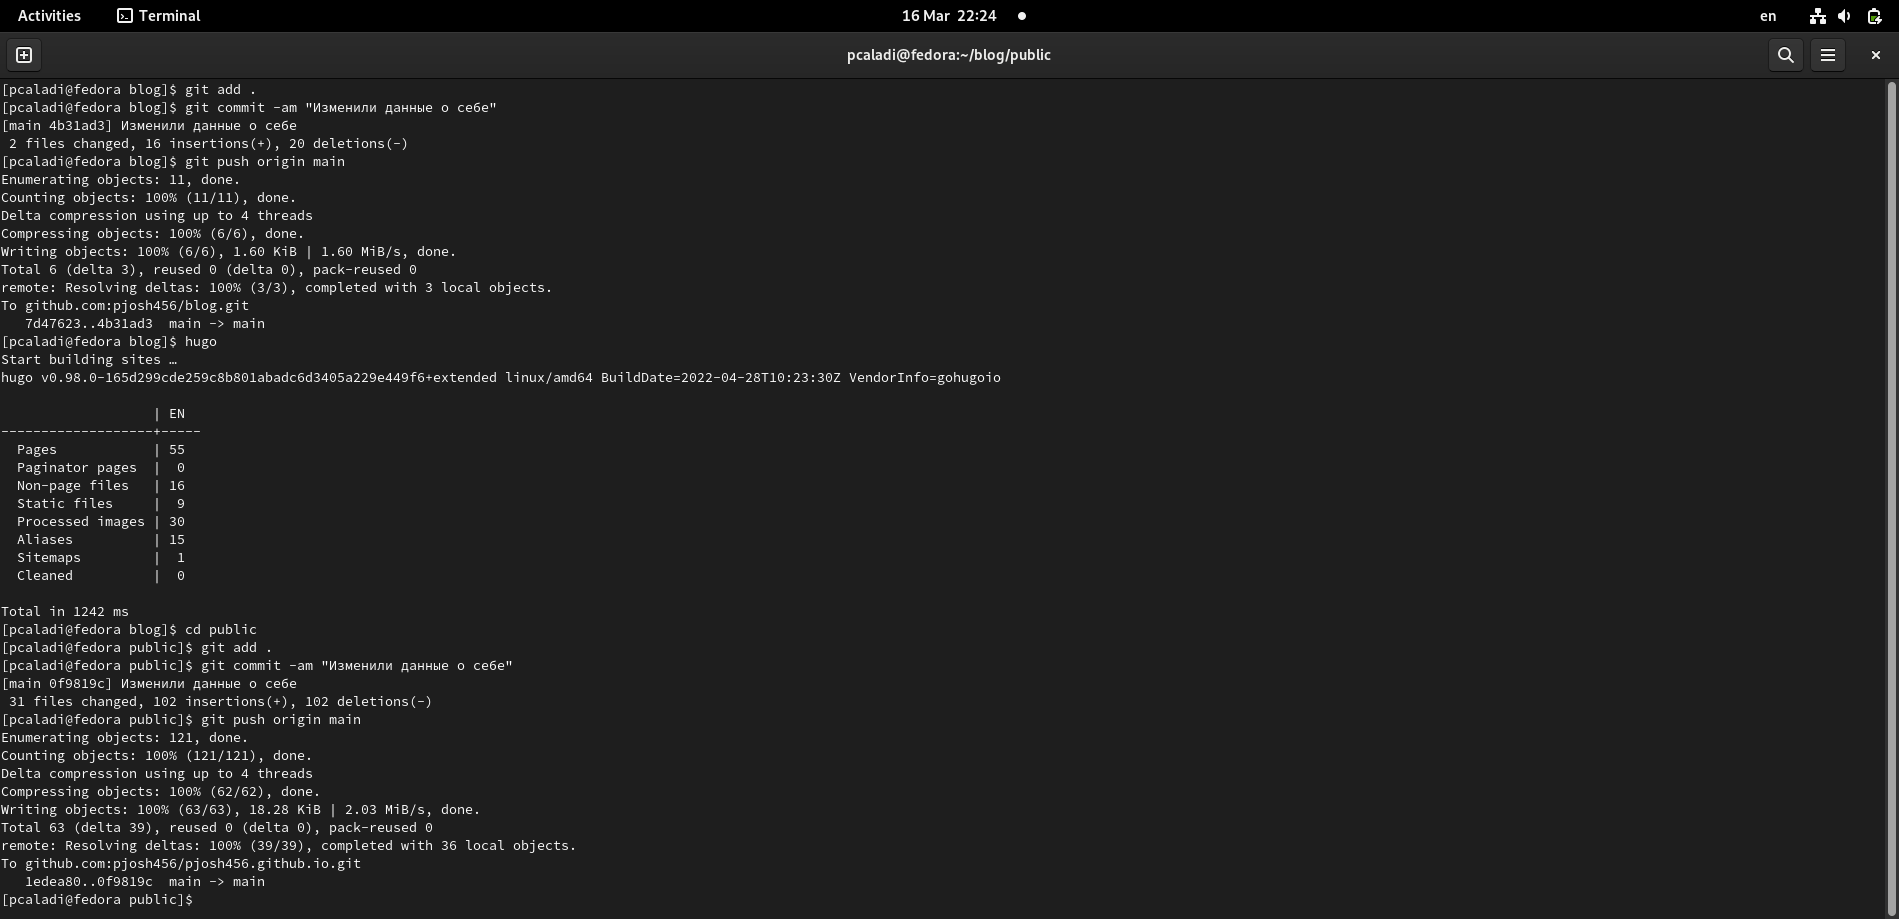 Activities Terminal 16 Mar 22:24 en
pcaladi@fedora:~/blog/public
[pcaladi@fedora blog]$ git add .
[pcaladi@fedora blog]$ git commit -am "Изменили данные о себе"
[main 4b31ad3] Изменили данные о себе
 2 files changed, 16 insertions(+), 20 deletions(-)
[pcaladi@fedora blog]$ git push origin main
Enumerating objects: 11, done.
Counting objects: 100% (11/11), done.
Delta compression using up to 4 threads
Compressing objects: 100% (6/6), done.
Writing objects: 100% (6/6), 1.60 KiB | 1.60 MiB/s, done.
Total 6 (delta 3), reused 0 (delta 0), pack-reused 0
remote: Resolving deltas: 100% (3/3), completed with 3 local objects.
To github.com:pjosh456/blog.git
   7d47623..4b31ad3  main -> main
[pcaladi@fedora blog]$ hugo
Start building sites …
hugo v0.98.0-165d299cde259c8b801abadc6d3405a229e449f6+extended linux/amd64 BuildDate=2022-04-28T10:23:30Z VendorInfo=gohugoio
                   | EN
-------------------+-----
  Pages            | 55
  Paginator pages  |  0
  Non-page files   | 16
  Static files     |  9
  Processed images | 30
  Aliases          | 15
  Sitemaps         |  1
  Cleaned          |  0
Total in 1242 ms
[pcaladi@fedora blog]$ cd public
[pcaladi@fedora public]$ git add .
[pcaladi@fedora public]$ git commit -am "Изменили данные о себе"
[main 0f9819c] Изменили данные о себе
 31 files changed, 102 insertions(+), 102 deletions(-)
[pcaladi@fedora public]$ git push origin main
Enumerating objects: 121, done.
Counting objects: 100% (121/121), done.
Delta compression using up to 4 threads
Compressing objects: 100% (62/62), done.
Writing objects: 100% (63/63), 18.28 KiB | 2.03 MiB/s, done.
Total 63 (delta 39), reused 0 (delta 0), pack-reused 0
remote: Resolving deltas: 100% (39/39), completed with 36 local objects.
To github.com:pjosh456/pjosh456.github.io.git
   1edea80..0f9819c  main -> main
[pcaladi@fedora public]$